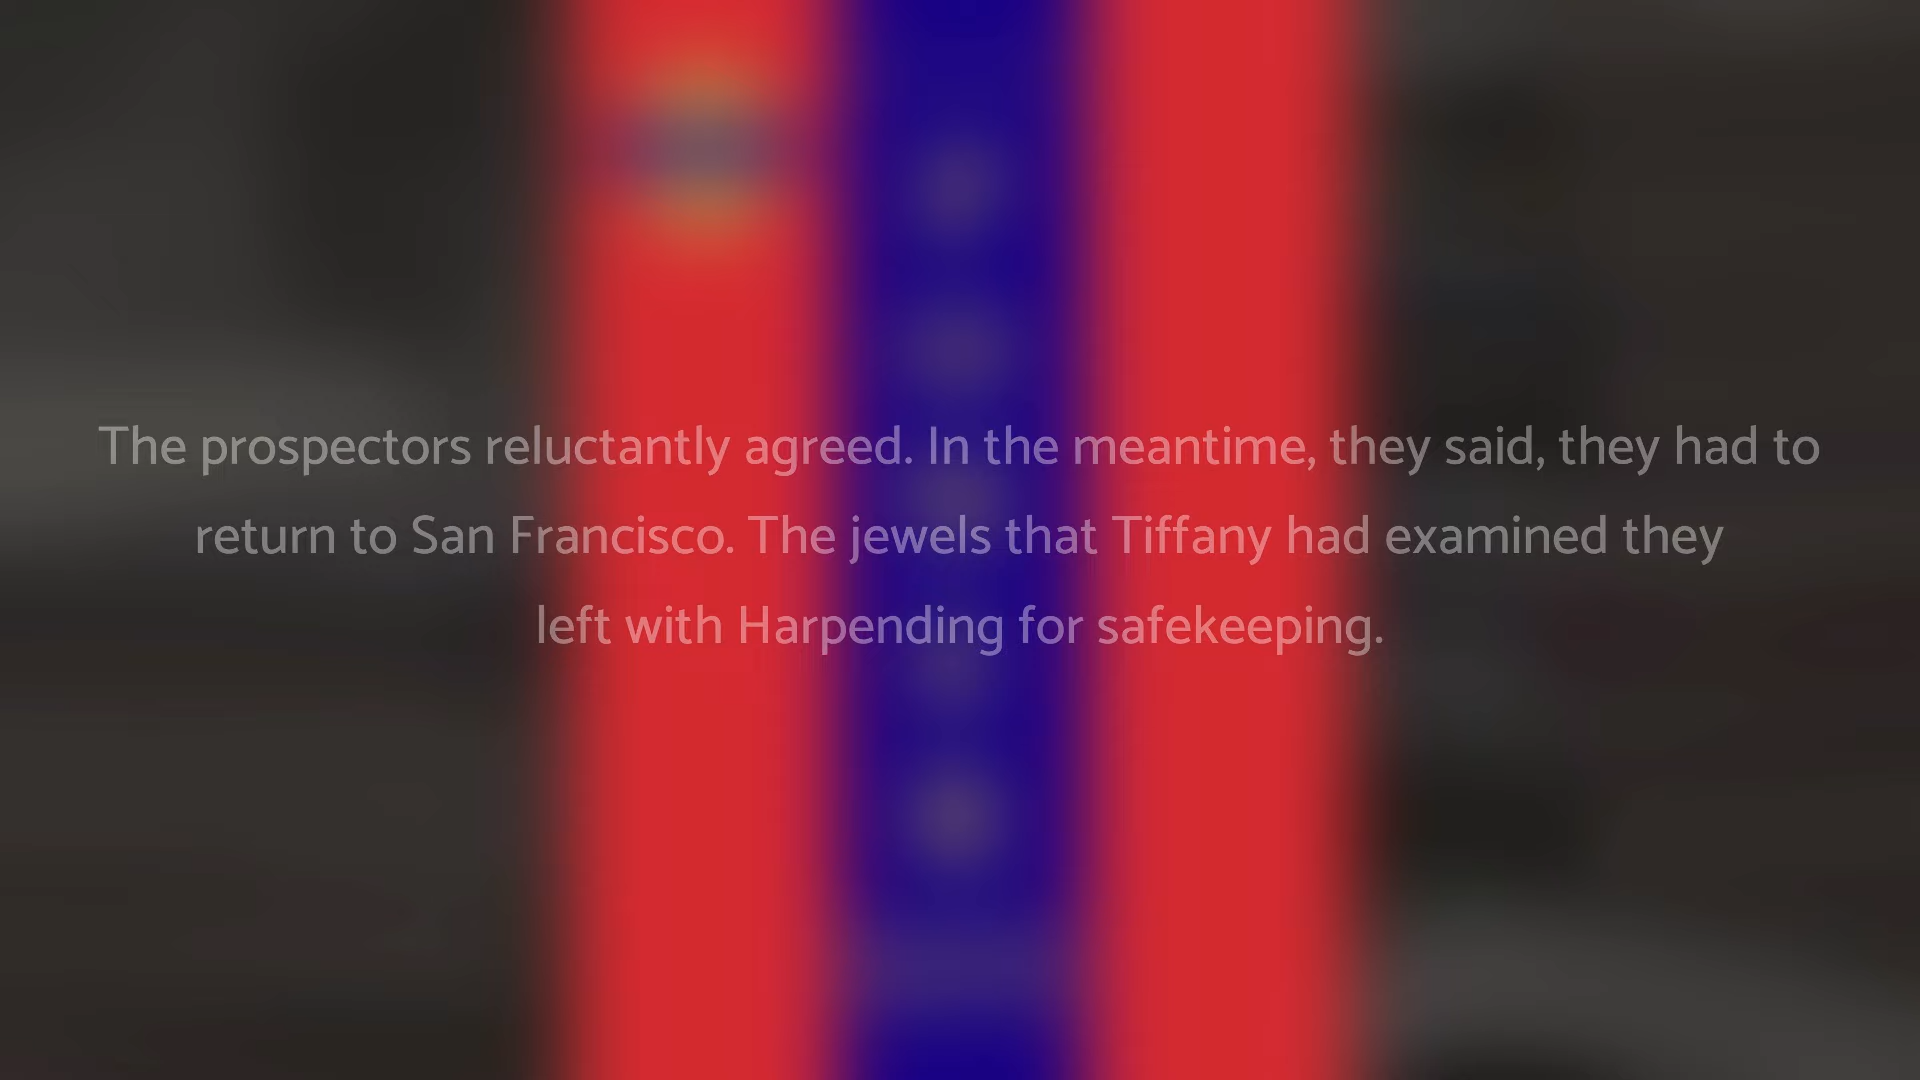 The prospectors reluctantly agreed. In the meantime, they said, they had to
return to San Francisco. The jewels that Tiffany had examined they
left with Harpending for safekeeping.